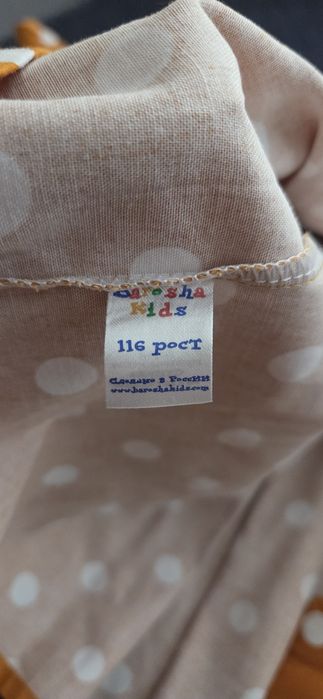 Barosha
Kids
116 рост
Сделано в России
www.baroshakids.com